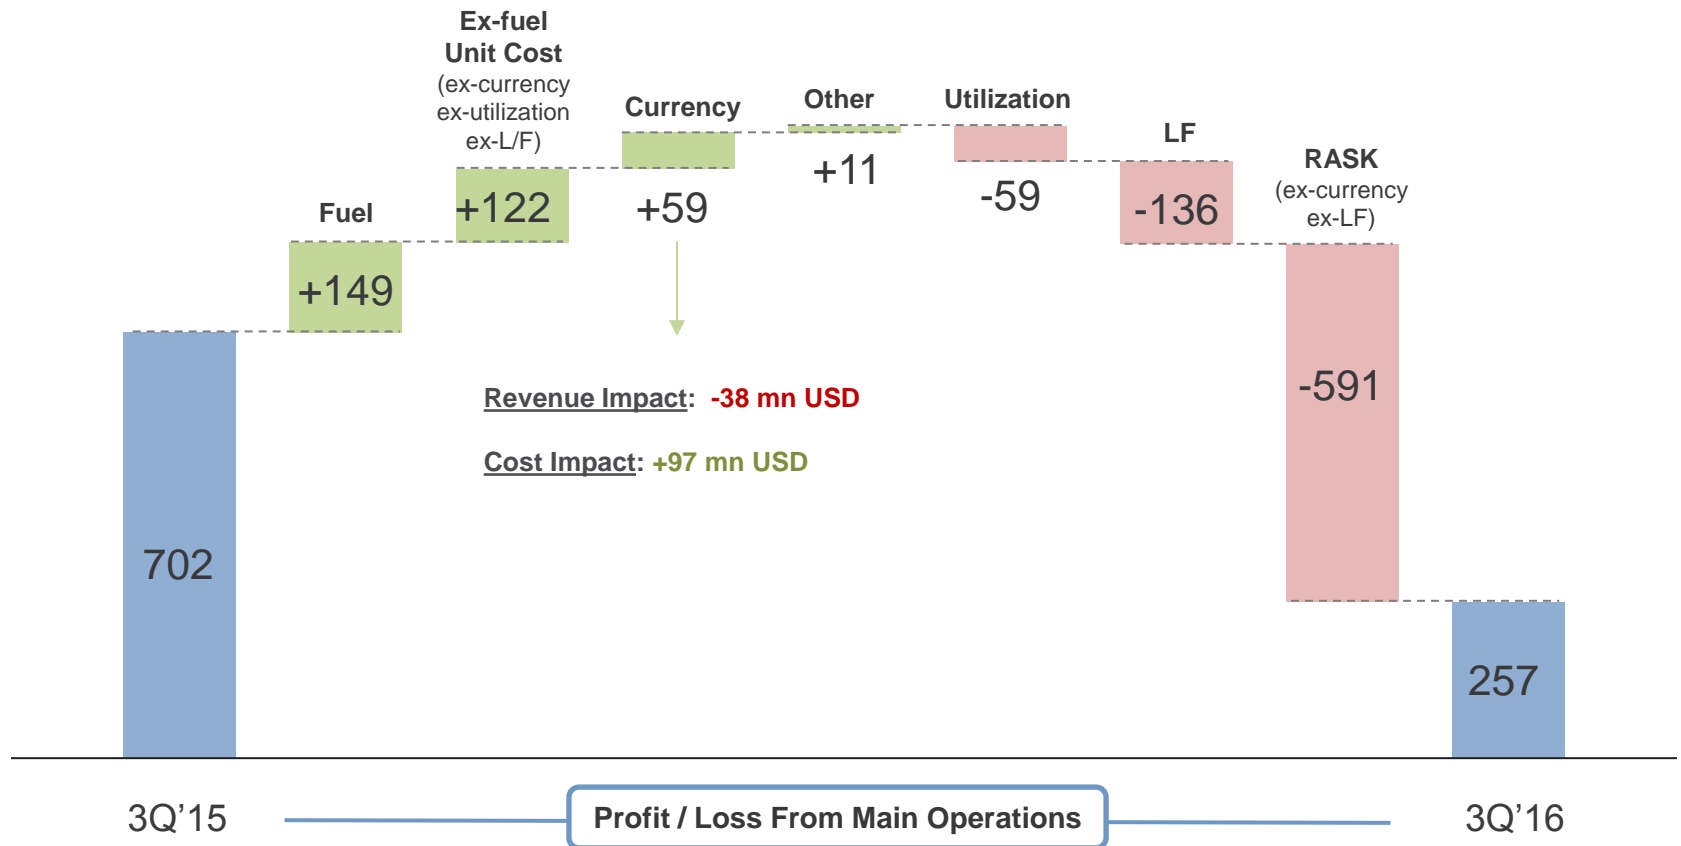 Ex-fuel
Unit Cost
(ex-currency
ex-utilization
ex-L/F)
Currency
Other
Utilization
LF
RASK
(ex-currency
ex-LF)
Fuel
+149
+122
+59
+11
-59
-136
-591
Revenue Impact: -38 mn USD
Cost Impact: +97 mn USD
702
257
3Q’15
Profit / Loss From Main Operations
3Q’16